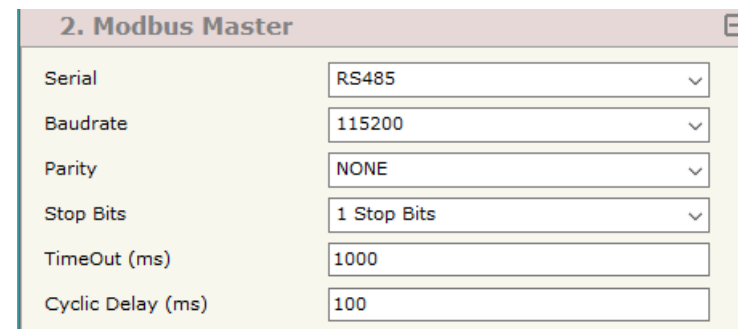 2. Modbus Master
Serial RS485
Baudrate 115200
Parity NONE
Stop Bits 1 Stop Bits
TimeOut (ms) 1000
Cyclic Delay (ms) 100